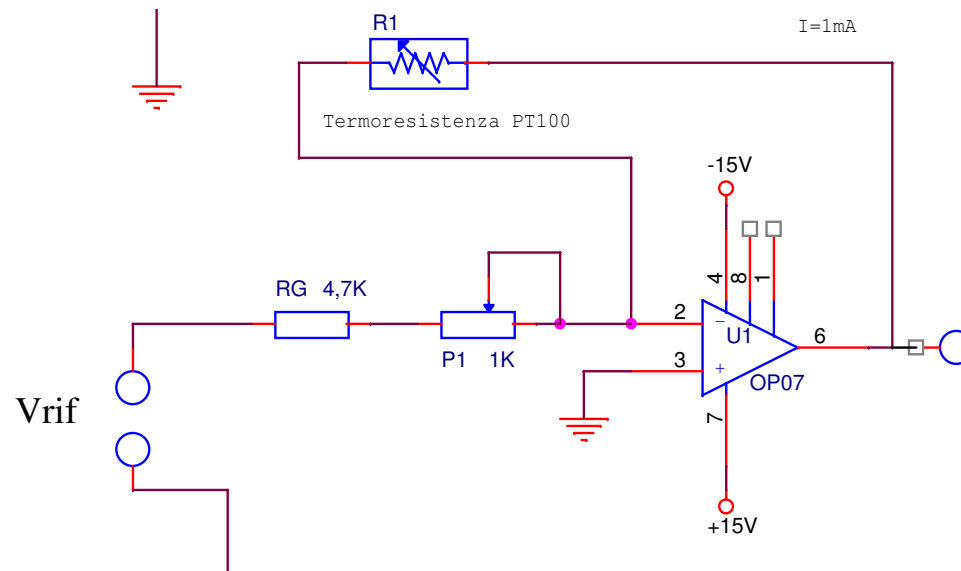 R1
I=1mA
Termoresistenza PT100
-15V
4
8
1
RG 4,7K
2
−
U1
6
P1 1K
3
+
OP07
Vrif
7
+15V